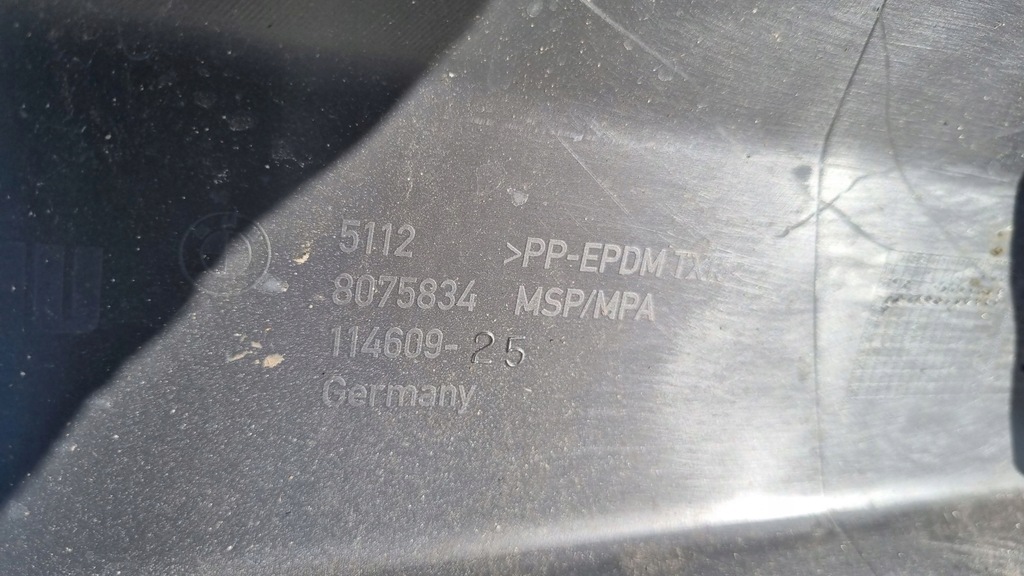 5112
8075834
114609-25
Germany
>PP-EPDM
MSP/MPA